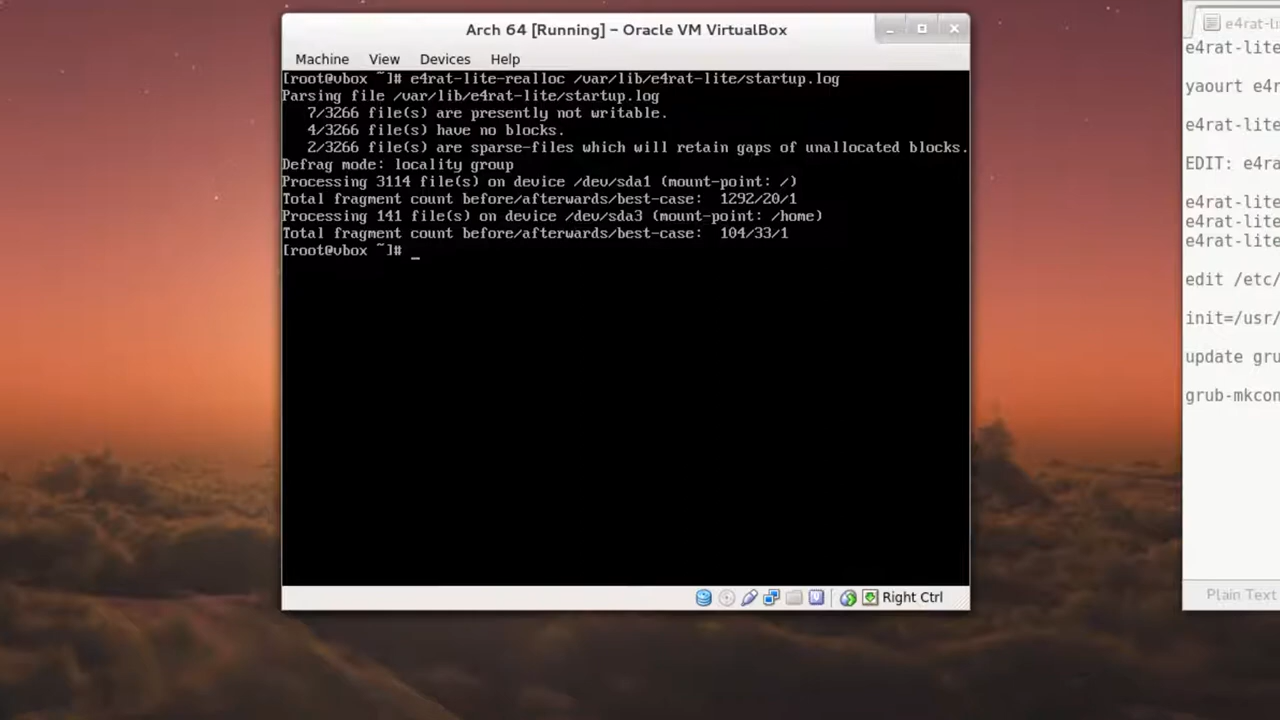 Arch 64 [Running] - Oracle VM VirtualBox
Machine View Devices Help
[root@vbox ~]# e4rat-lite-realloc /var/lib/e4rat-lite/startup.log
Parsing file /var/lib/e4rat-lite/startup.log
7/3266 file(s) are presently not writable.
4/3266 file(s) have no blocks.
2/3266 file(s) are sparse-files which will retain gaps of unallocated blocks.
Defrag mode: locality group
Processing 3114 file(s) on device /dev/sda1 (mount-point: /)
Total fragment count before/afterwards/best-case:  1292/20/1
Processing 141 file(s) on device /dev/sda3 (mount-point: /home)
Total fragment count before/afterwards/best-case:  104/33/1
[root@vbox ~]# _
Right Ctrl
e4rat-li
e4rat-lite
yaourt e4r
e4rat-lite
EDIT: e4ra
e4rat-lite
e4rat-lite
e4rat-lite
edit /etc/
init=/usr/
update gru
grub-mkcon
Plain Text